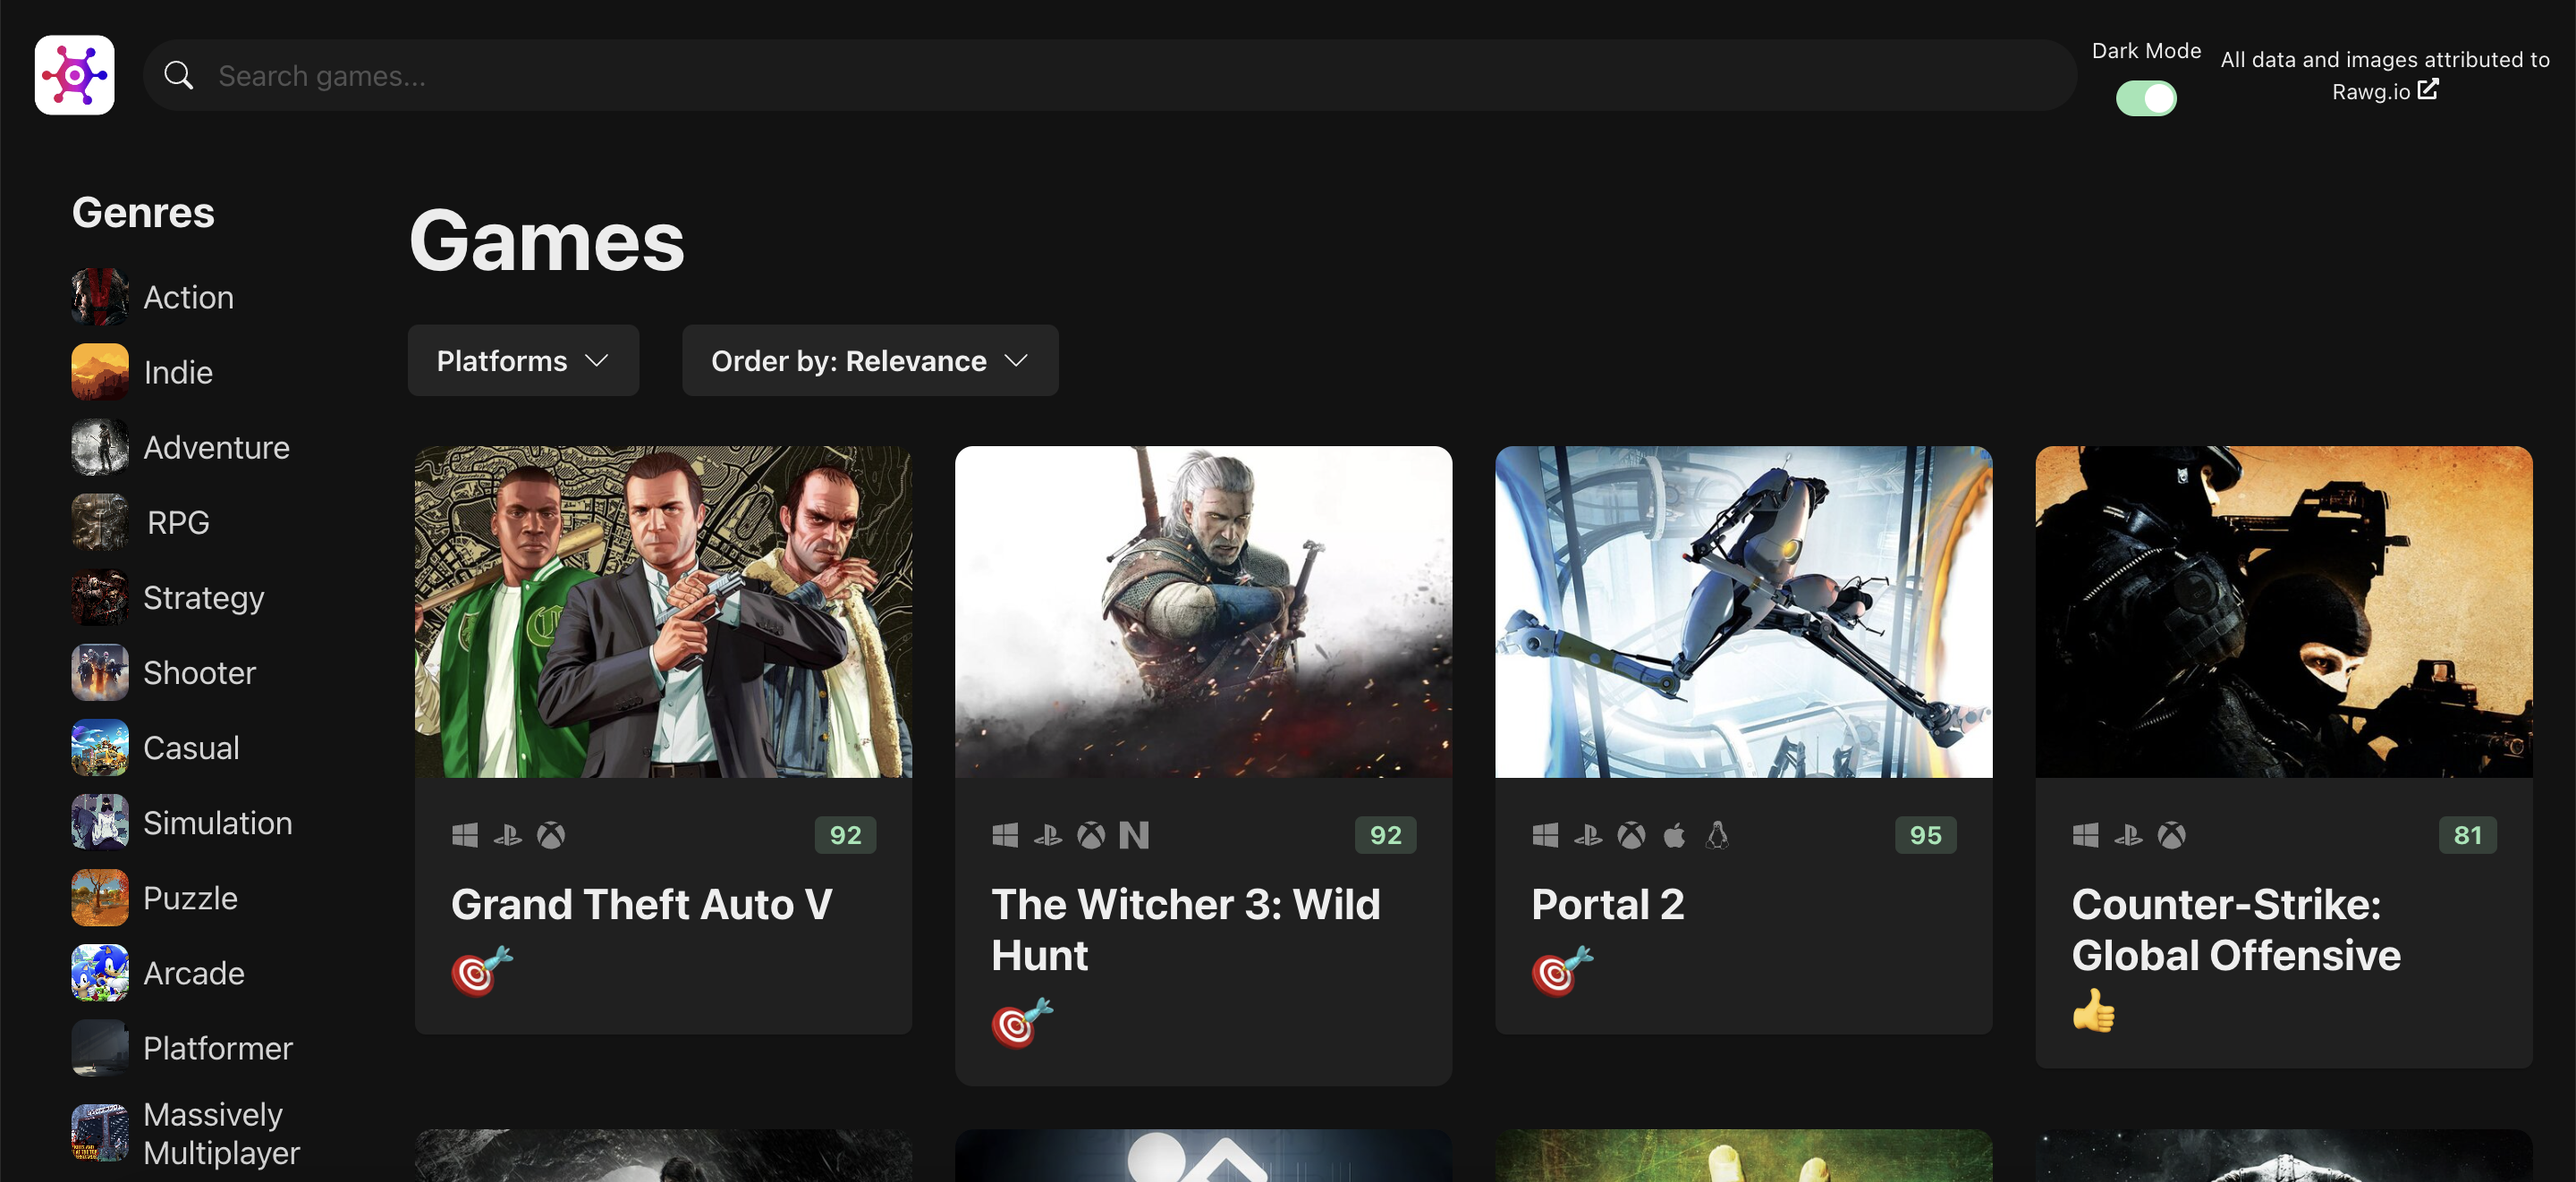 Search games...
Dark Mode
All data and images attributed to
Rawg.io
Genres
Action
Indie
Adventure
RPG
Strategy
Shooter
Casual
Simulation
Puzzle
Arcade
Platformer
Massively
Multiplayer
Games
Platforms
Order by: Relevance
92
Grand Theft Auto V
92
The Witcher 3: Wild
Hunt
95
Portal 2
81
Counter-Strike:
Global Offensive